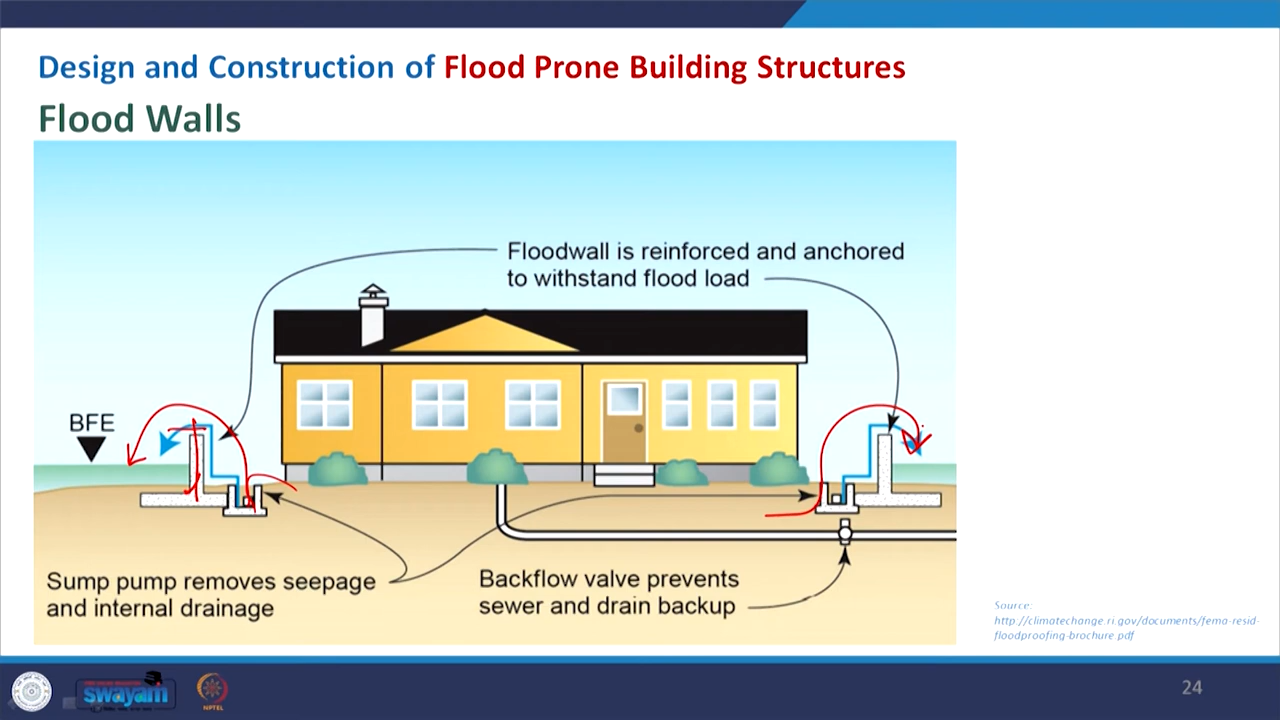 Design and Construction of Flood Prone Building Structures
Flood Walls
Floodwall is reinforced and anchored
to withstand flood load
BFE
Sump pump removes seepage
and internal drainage
Backflow valve prevents
sewer and drain backup
Source:
http://climatechange.ri.gov/documents/fema-resid-
floodproofing-brochure.pdf
swayam
NPTEL
24